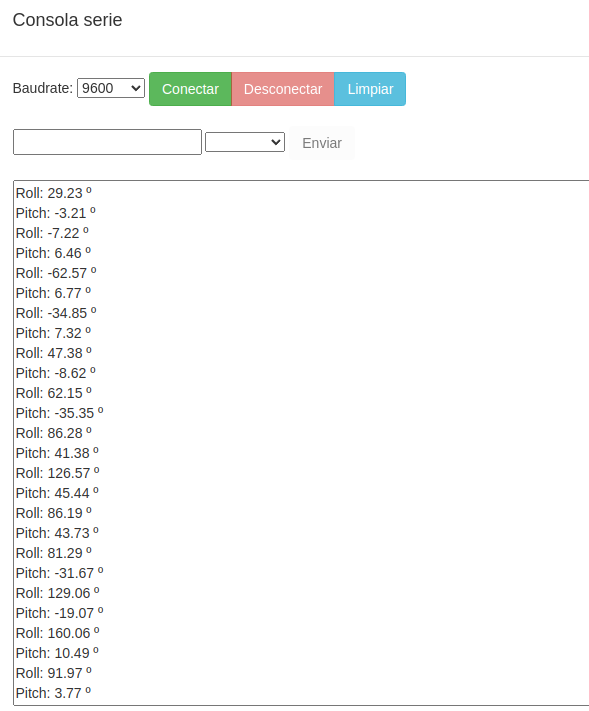 Consola serie
Baudrate: 9600 Conectar Desconectar Limpiar
Enviar
Roll: 29.23 º
Pitch: -3.21 º
Roll: -7.22 º
Pitch: 6.46 º
Roll: -62.57 º
Pitch: 6.77 º
Roll: -34.85 º
Pitch: 7.32 º
Roll: 47.38 º
Pitch: -8.62 º
Roll: 62.15 º
Pitch: -35.35 º
Roll: 86.28 º
Pitch: 41.38 º
Roll: 126.57 º
Pitch: 45.44 º
Roll: 86.19 º
Pitch: 43.73 º
Roll: 81.29 º
Pitch: -31.67 º
Roll: 129.06 º
Pitch: -19.07 º
Roll: 160.06 º
Pitch: 10.49 º
Roll: 91.97 º
Pitch: 3.77 º